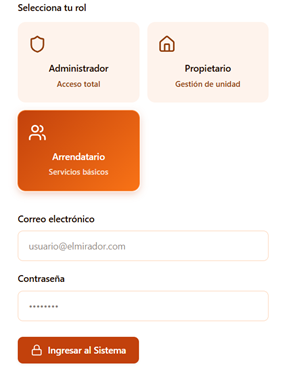 Selecciona tu rol
Administrador
Acceso total
Propietario
Gestión de unidad
Arrendatario
Servicios básicos
Correo electrónico
usuario@elmirador.com
Contraseña
••••••••
Ingresar al Sistema